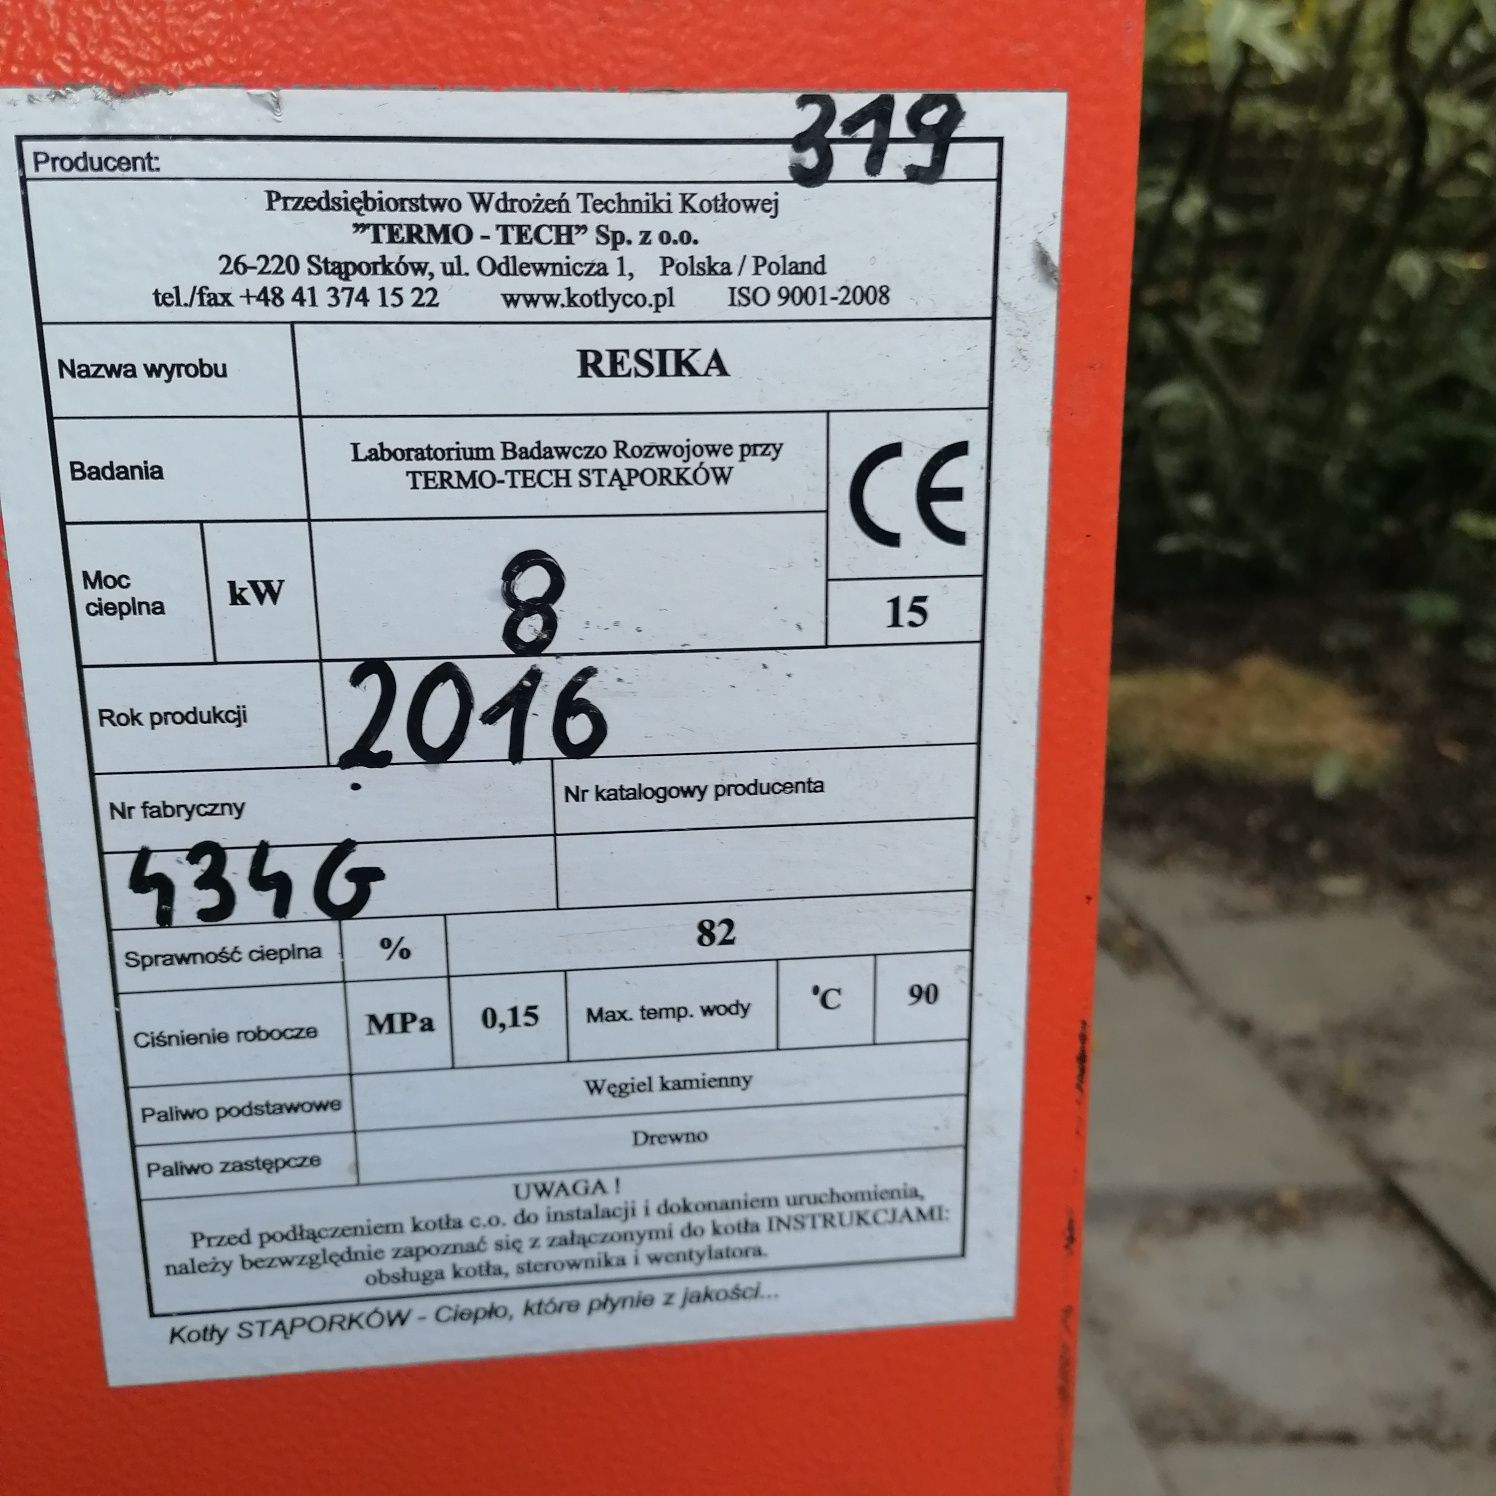 319
Producent:
Przedsiębiorstwo Wdrożeń Techniki Kotłowej
”TERMO - TECH” Sp. z o.o.
26-220 Stąporków, ul. Odlewnicza 1, Polska / Poland
tel./fax +48 41 374 15 22 www.kotlyco.pl ISO 9001-2008
Nazwa wyrobu RESIKA
Badania Laboratorium Badawczo Rozwojowe przy
TERMO-TECH STĄPORKÓW
CE
Moc
cieplna kW 8 15
Rok produkcji 2016
Nr fabryczny Nr katalogowy producenta
434G
Sprawność cieplna % 82
Ciśnienie robocze MPa 0,15 Max. temp. wody °C 90
Paliwo podstawowe Węgiel kamienny
Paliwo zastępcze Drewno
UWAGA !
Przed podłączeniem kotła c.o. do instalacji i dokonaniem uruchomienia,
należy bezwzględnie zapoznać się z załączonymi do kotła INSTRUKCJAMI:
obsługa kotła, sterownika i wentylatora.
Kotły STĄPORKÓW - Ciepło, które płynie z jakości...